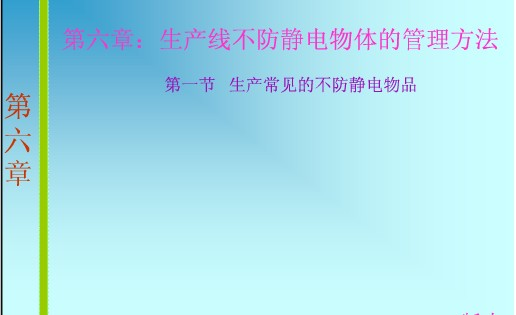 第六章：生产线不防静电物体的管理方法
第一节 生产常见的不防静电物品
第六章